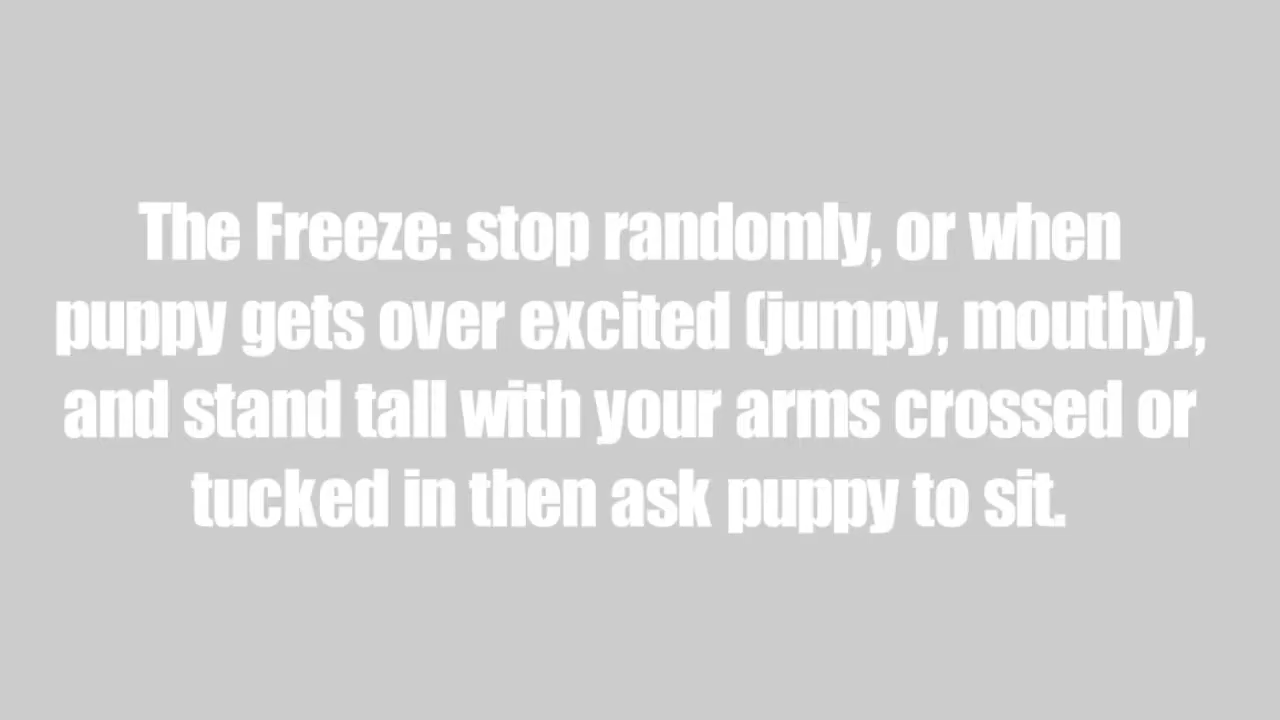 The Freeze: stop randomly, or when
puppy gets over excited (jumpy, mouthy),
and stand tall with your arms crossed or
tucked in then ask puppy to sit.